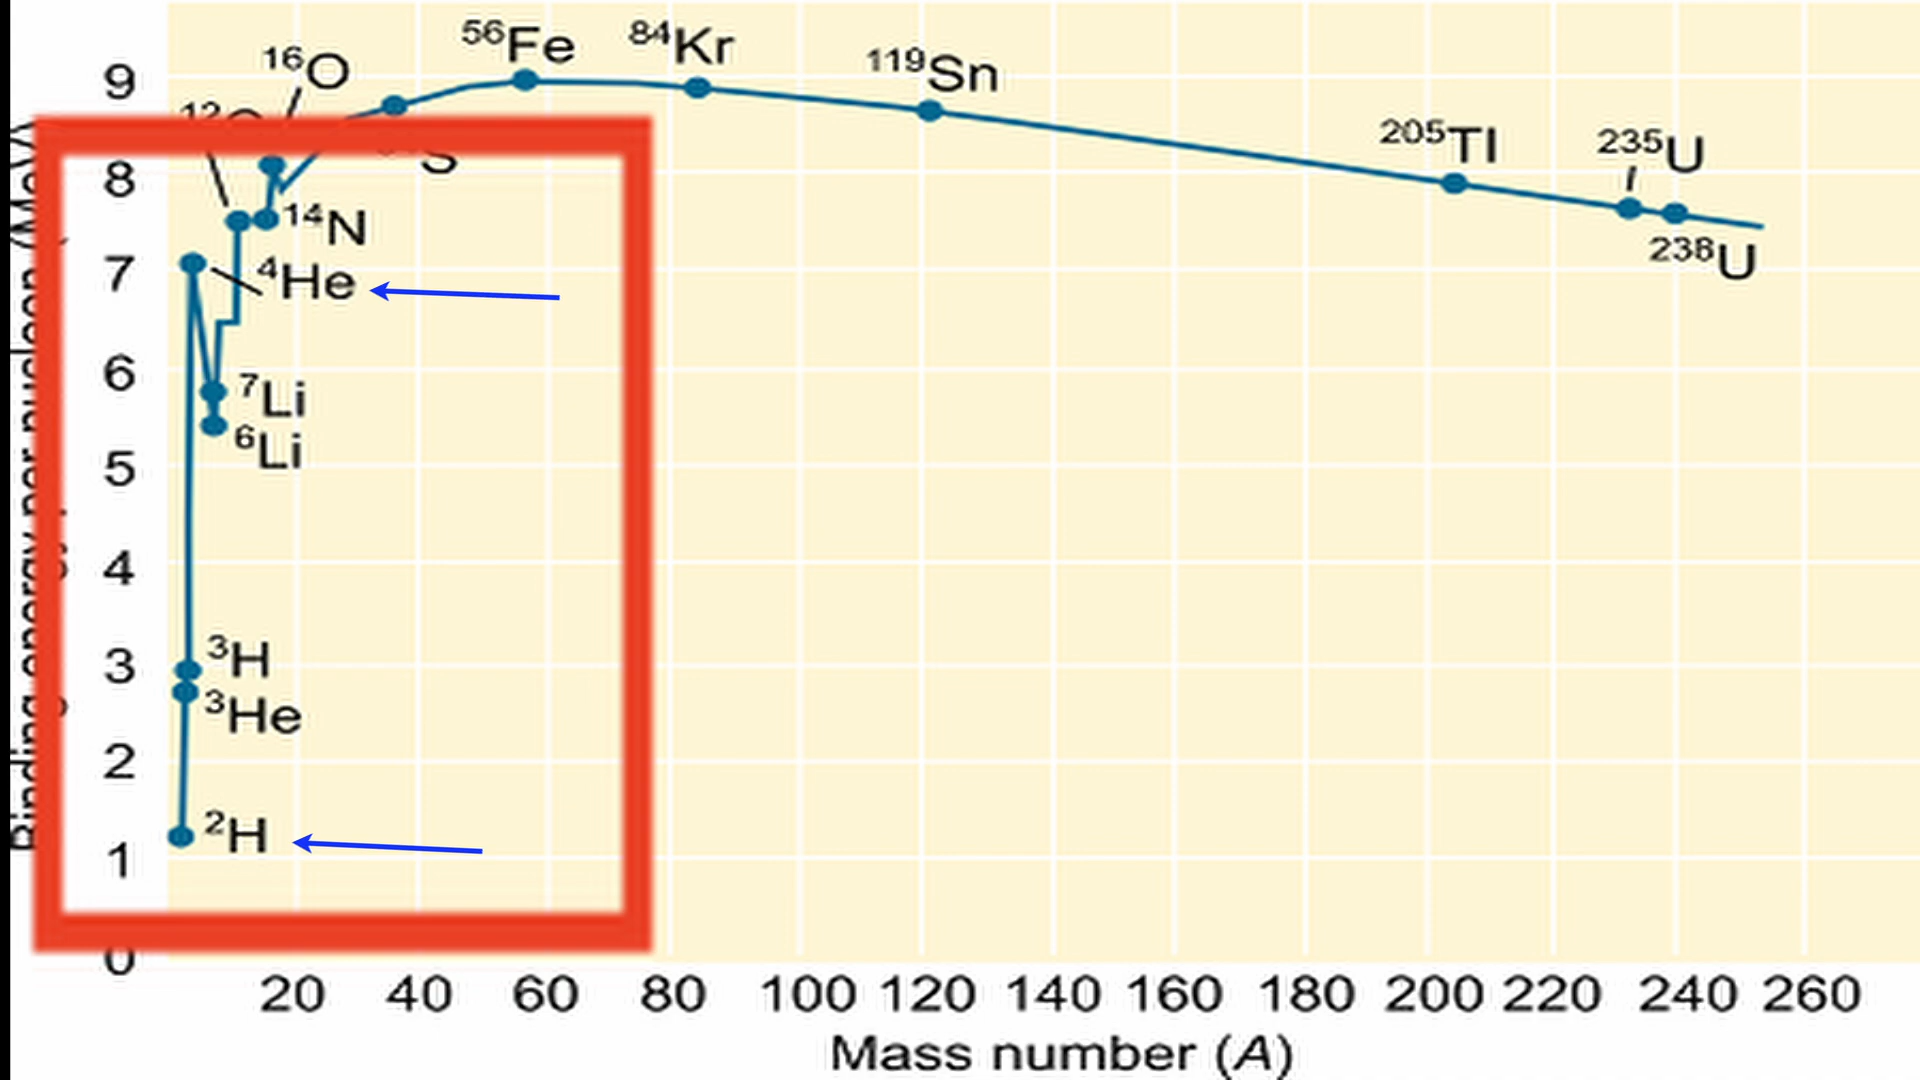 56Fe
84Kr
119Sn
16O
9
205Tl
235U
8
14N
238U
7
4He
6
7Li
6Li
5
4
3
3H
3He
2
2H
1
0
20 40 60 80 100 120 140 160 180 200 220 240 260
Mass number (A)